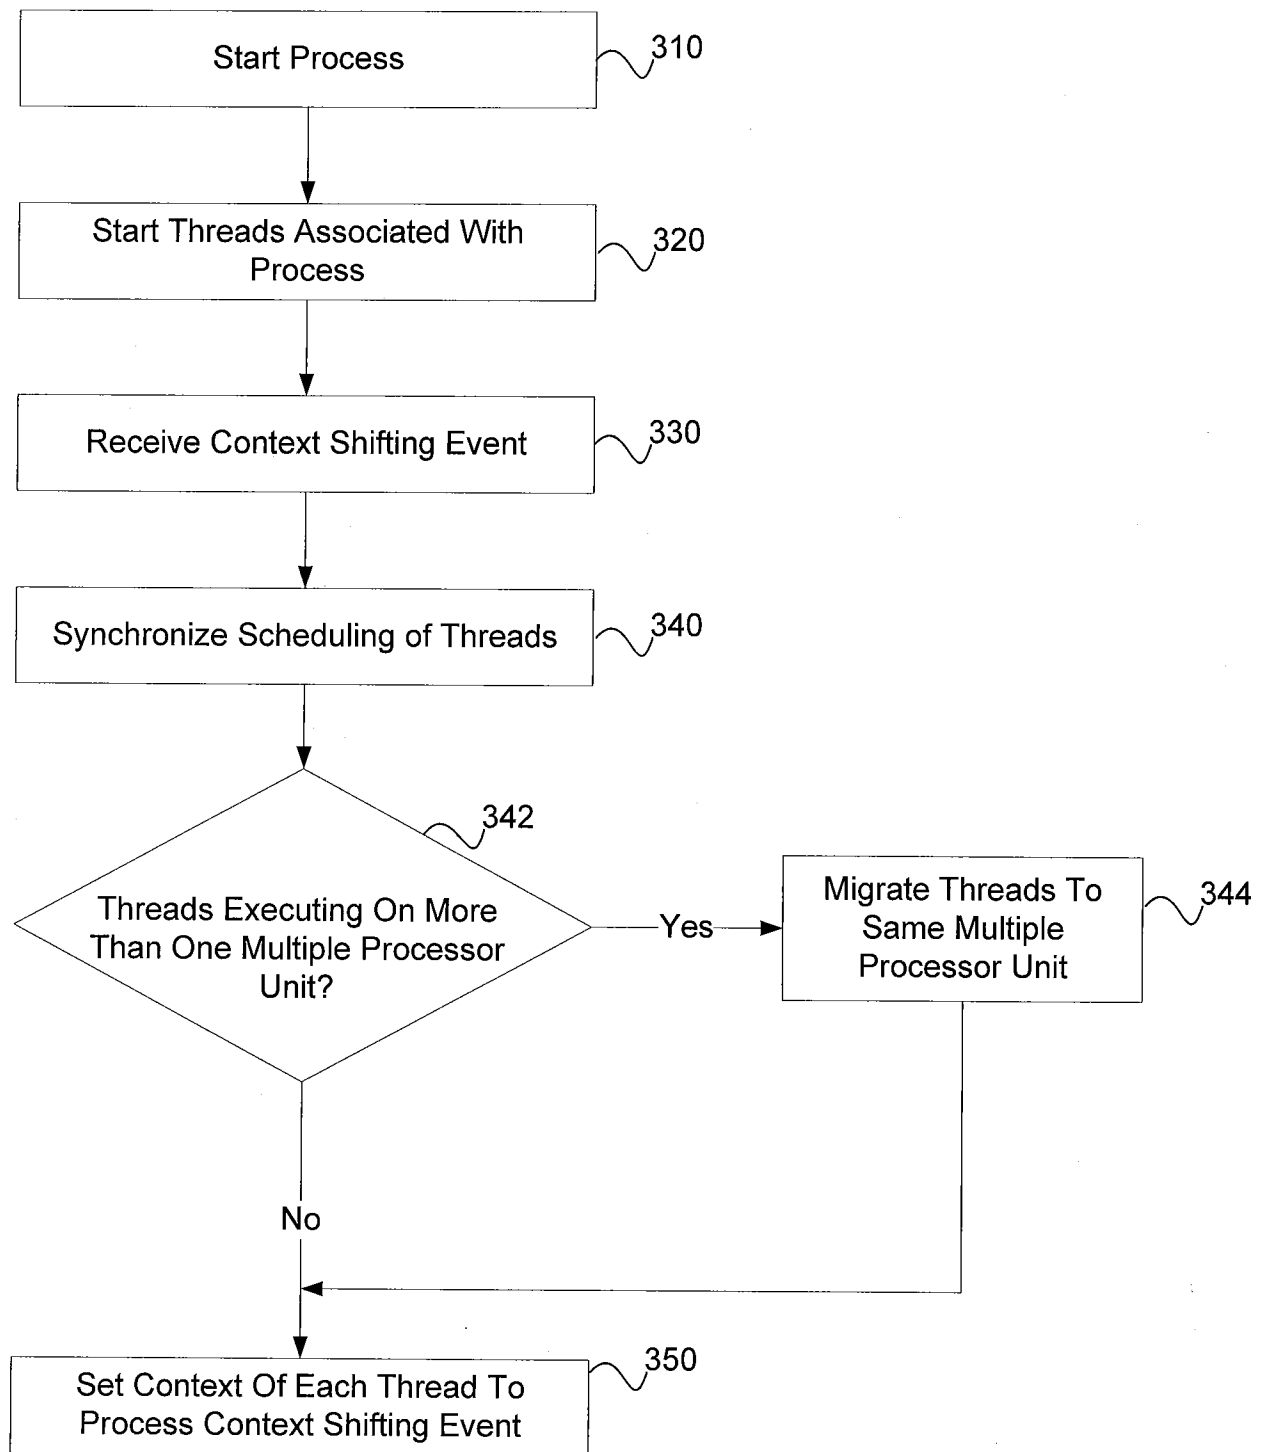 Start Process
310
Start Threads Associated With
Process
320
Receive Context Shifting Event
330
Synchronize Scheduling of Threads
340
342
Threads Executing On More
Than One Multiple Processor
Unit?
Yes
Migrate Threads To
Same Multiple
Processor Unit
344
No
350
Set Context Of Each Thread To
Process Context Shifting Event